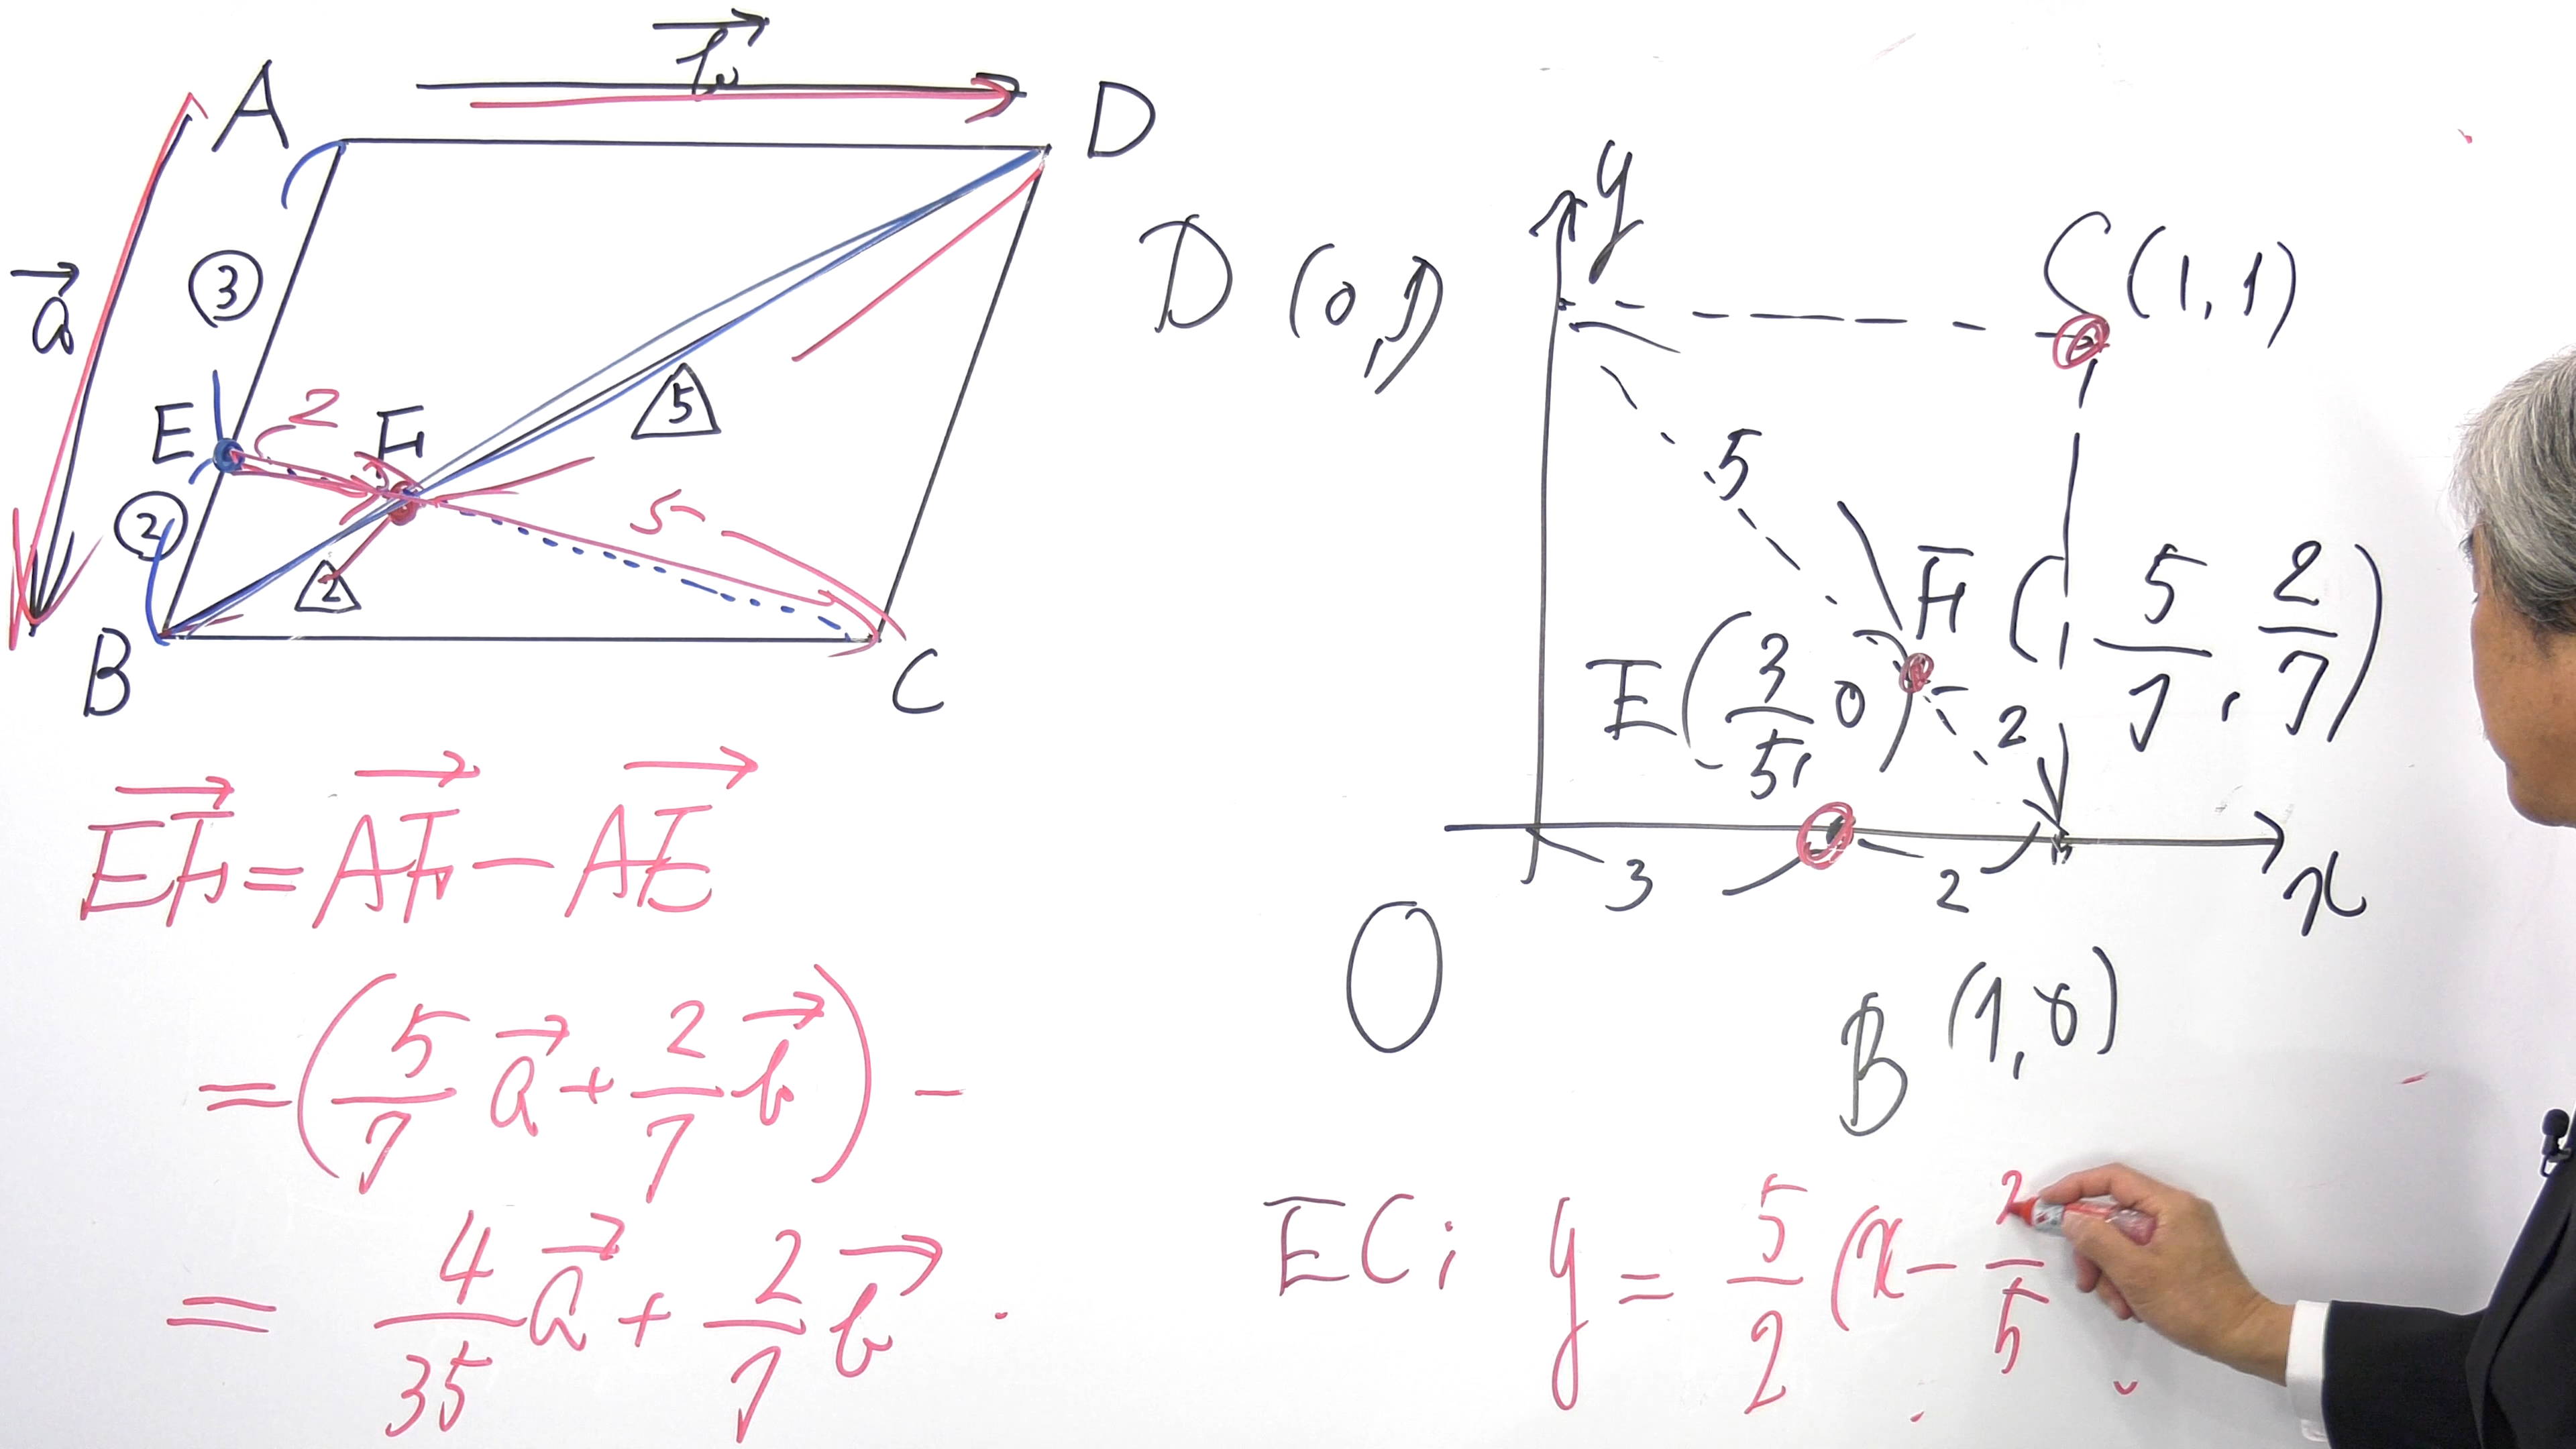 b⃗
A
D
a⃗
③
E
2
F
5
②
2
5
B
C
EF⃗ = AF⃗ − AE⃗
= (5/7 a⃗ + 2/7 b⃗) −
= 4/35 a⃗ + 2/7 b⃗ .
y
D (0,1)
C (1,1)
5
F (5/7, 2/7)
E (3/5, 0)
2
3
2
x
O
B (1,0)
EC; y = 5/2 (x −  /5